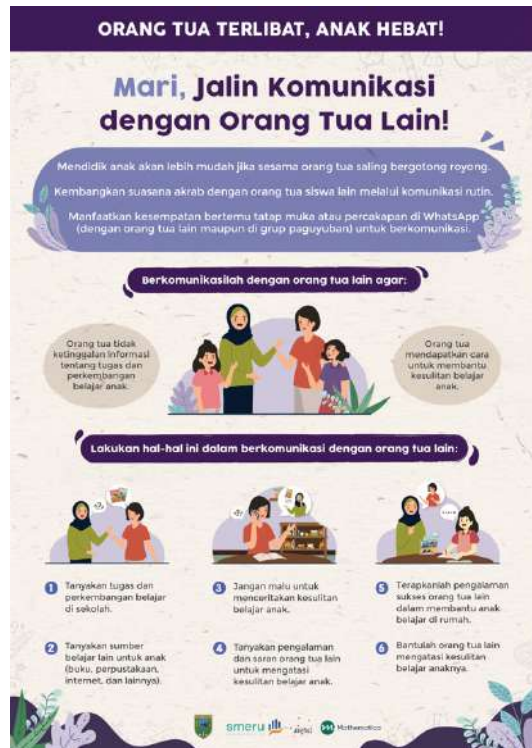 ORANG TUA TERLIBAT, ANAK HEBAT!
Mari, Jalin Komunikasi
dengan Orang Tua Lain!
Mendidik anak akan lebih mudah jika sesama orang tua saling bergotong royong.
Kembangkan suasana akrab dengan orang tua siswa lain melalui komunikasi rutin.
Manfaatkan kesempatan bertemu tatap muka atau percakapan di WhatsApp
(dengan orang tua lain maupun di grup paguyuban) untuk berkomunikasi.
Berkomunikasilah dengan orang tua lain agar:
Orang tua tidak
ketinggalan informasi
tentang tugas dan
perkembangan
belajar anak.
Orang tua
mendapatkan cara
untuk membantu
kesulitan belajar
anak.
Lakukan hal-hal ini dalam berkomunikasi dengan orang tua lain:
1 Tanyakan tugas dan
perkembangan belajar
di sekolah.
2 Tanyakan sumber
belajar lain untuk anak
(buku, perpustakaan,
internet, dan lainnya).
3 Jangan malu untuk
menceritakan kesulitan
belajar anak.
4 Tanyakan pengalaman
dan saran orang tua lain
untuk mengatasi
kesulitan belajar anak.
5 Terapkanlah pengalaman
sukses orang tua lain
dalam membantu anak
belajar di rumah.
6 Bantulah orang tua lain
mengatasi kesulitan
belajar anaknya.
smeru
Mathematica